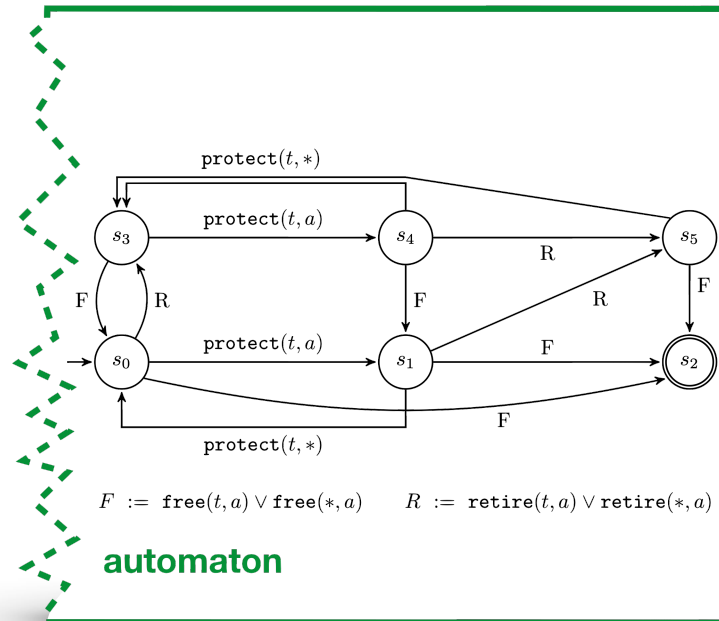 protect(t, *)
s3 protect(t, a) s4 R s5
F R F R F
s0 protect(t, a) s1 F s2
F
protect(t, *)
F := free(t, a) ∨ free(*, a) R := retire(t, a) ∨ retire(*, a)
automaton